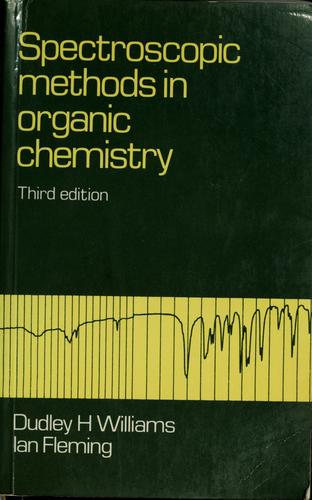 Spectroscopic
methods in
organic
chemistry
Third edition
Dudley H Williams
Ian Fleming